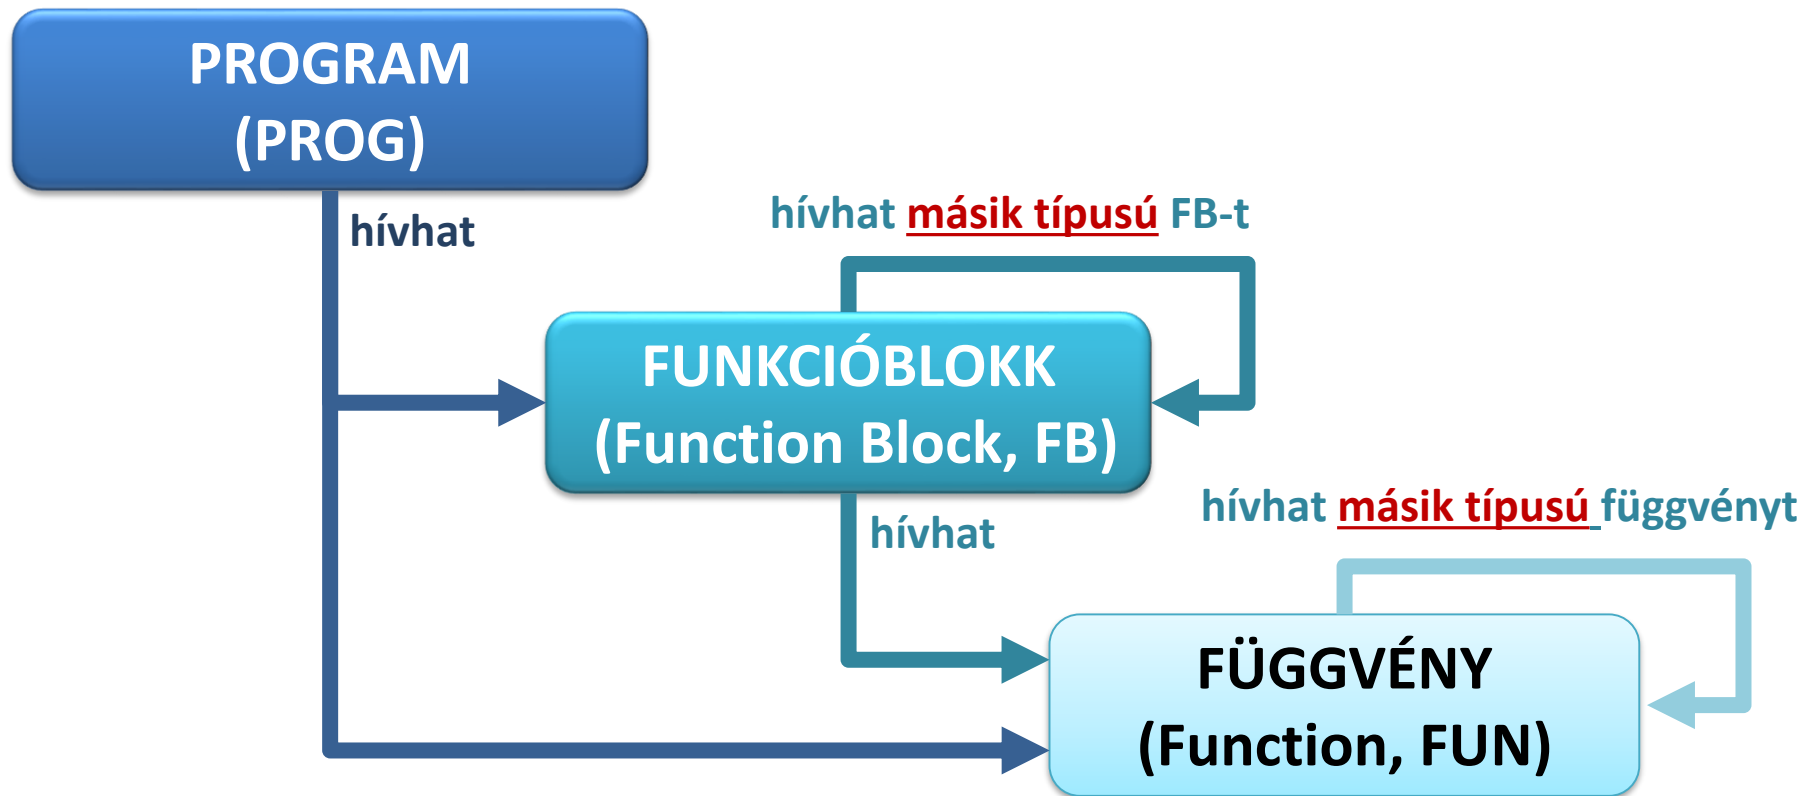 PROGRAM
(PROG)
hívhat
hívhat másik típusú FB-t
FUNKCIÓBLOKK
(Function Block, FB)
hívhat
hívhat másik típusú függvényt
FÜGGVÉNY
(Function, FUN)